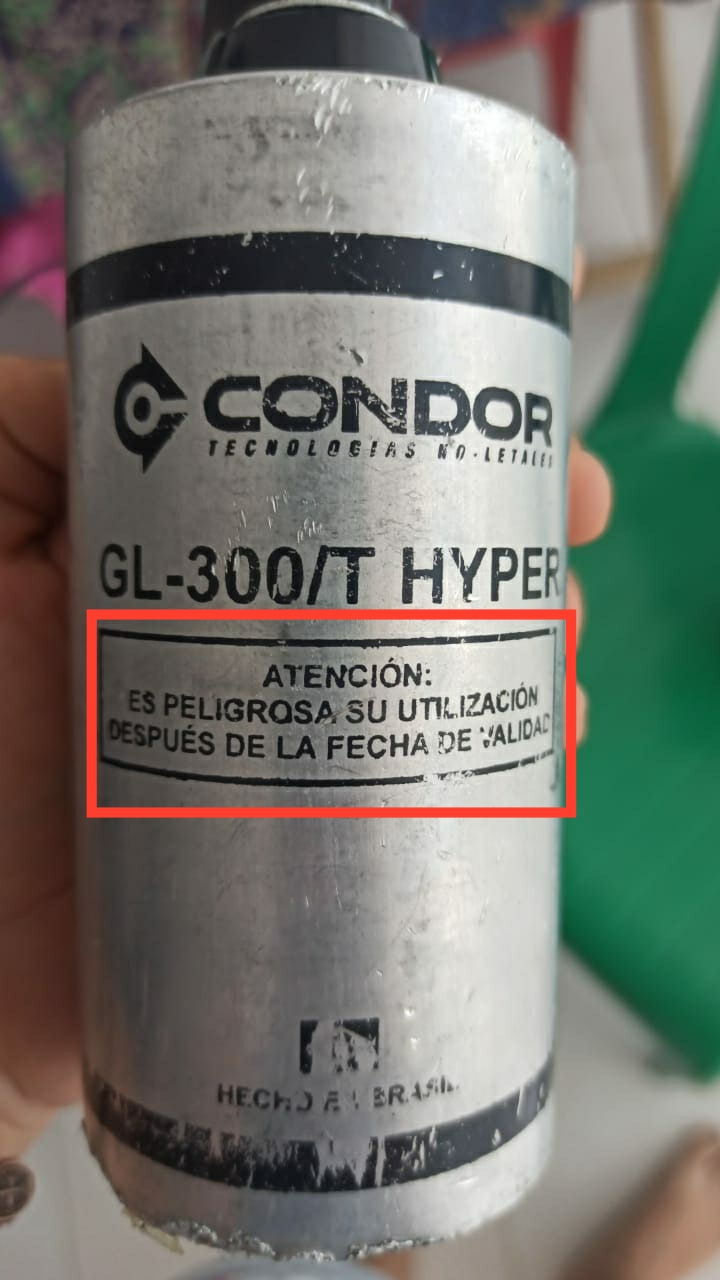 CONDOR
TECNOLOGÍAS NO-LETALES
GL-300/T HYPER
ATENCIÓN:
ES PELIGROSA SU UTILIZACIÓN
DESPUÉS DE LA FECHA DE VALIDAD
HECHO EN BRASIL